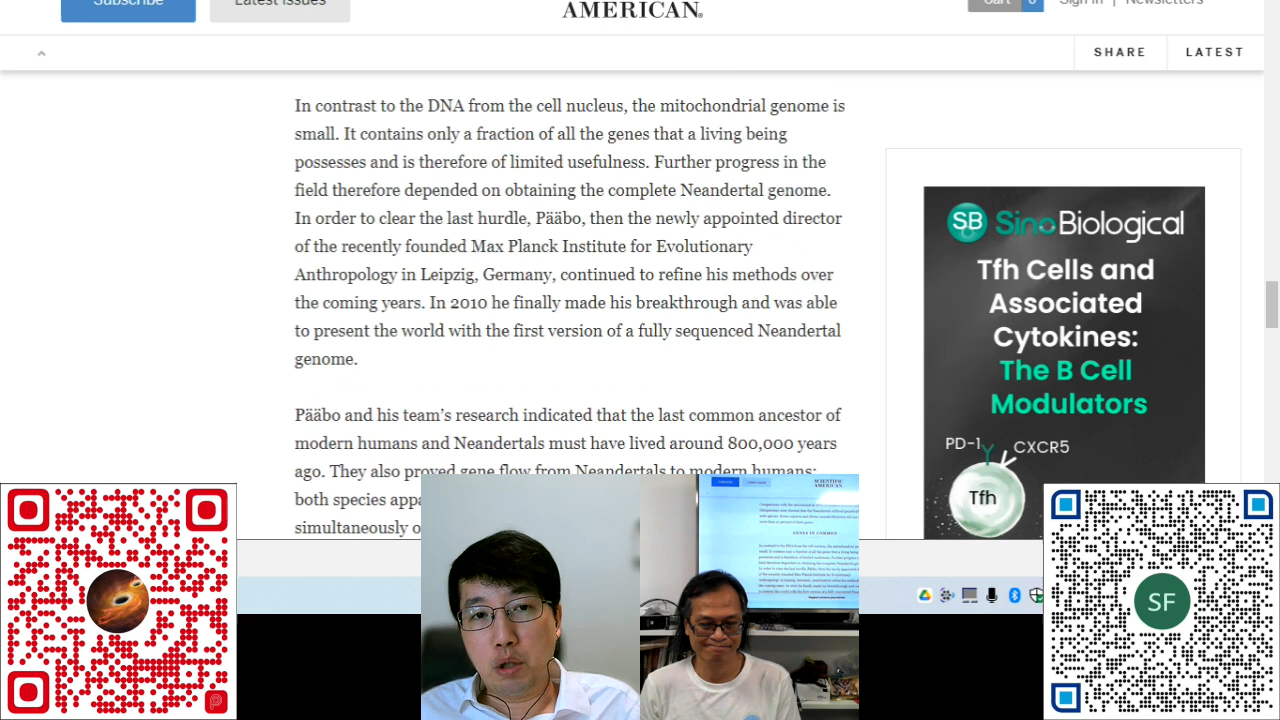 Subscribe
Latest Issues
AMERICAN®
Cart 0
Sign In | Newsletters
SHARE
LATEST
In contrast to the DNA from the cell nucleus, the mitochondrial genome is
small. It contains only a fraction of all the genes that a living being
possesses and is therefore of limited usefulness. Further progress in the
field therefore depended on obtaining the complete Neandertal genome.
In order to clear the last hurdle, Pääbo, then the newly appointed director
of the recently founded Max Planck Institute for Evolutionary
Anthropology in Leipzig, Germany, continued to refine his methods over
the coming years. In 2010 he finally made his breakthrough and was able
to present the world with the first version of a fully sequenced Neandertal
genome.
Pääbo and his team’s research indicated that the last common ancestor of
modern humans and Neandertals must have lived around 800,000 years
ago. They also proved gene flow from Neandertals to modern humans:
both species
simultaneously
SB SinoBiological
Tfh Cells and
Associated
Cytokines:
The B Cell
Modulators
PD-1
CXCR5
Tfh
SCIENTIFIC
AMERICAN
GENES IN COMMON
SF